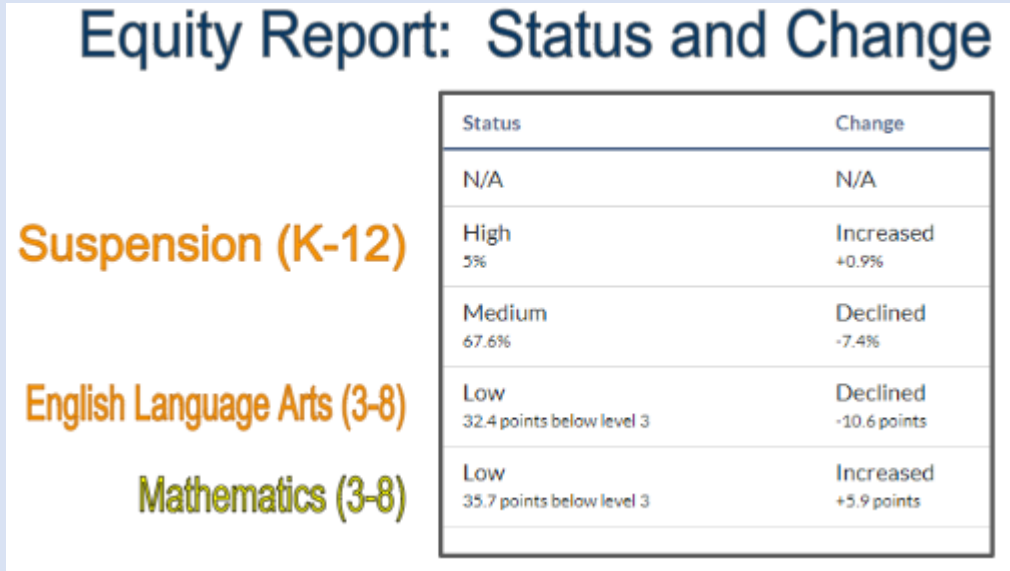 Equity Report: Status and Change
Status Change
N/A N/A
Suspension (K-12)
High Increased
5% +0.9%
Medium Declined
67.6% -7.4%
English Language Arts (3-8)
Low Declined
32.4 points below level 3 -10.6 points
Mathematics (3-8)
Low Increased
35.7 points below level 3 +5.9 points